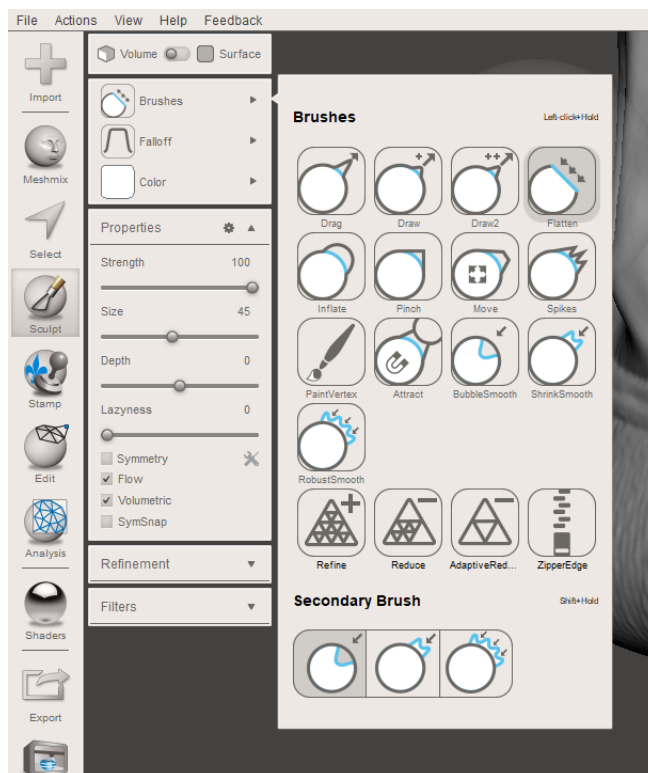 File Actions View Help Feedback
Import
Meshmix
Select
Sculpt
Stamp
Edit
Analysis
Shaders
Export
Volume Surface
Brushes
Falloff
Color
Properties
Strength 100
Size 45
Depth 0
Lazyness 0
Symmetry
Flow
Volumetric
SymSnap
Refinement
Filters
Brushes Left-click+Hold
Drag Draw Draw2 Flatten
Inflate Pinch Move Spikes
PaintVertex Attract BubbleSmooth ShrinkSmooth
RobustSmooth
Refine Reduce AdaptiveRed... ZipperEdge
Secondary Brush Shift+Hold